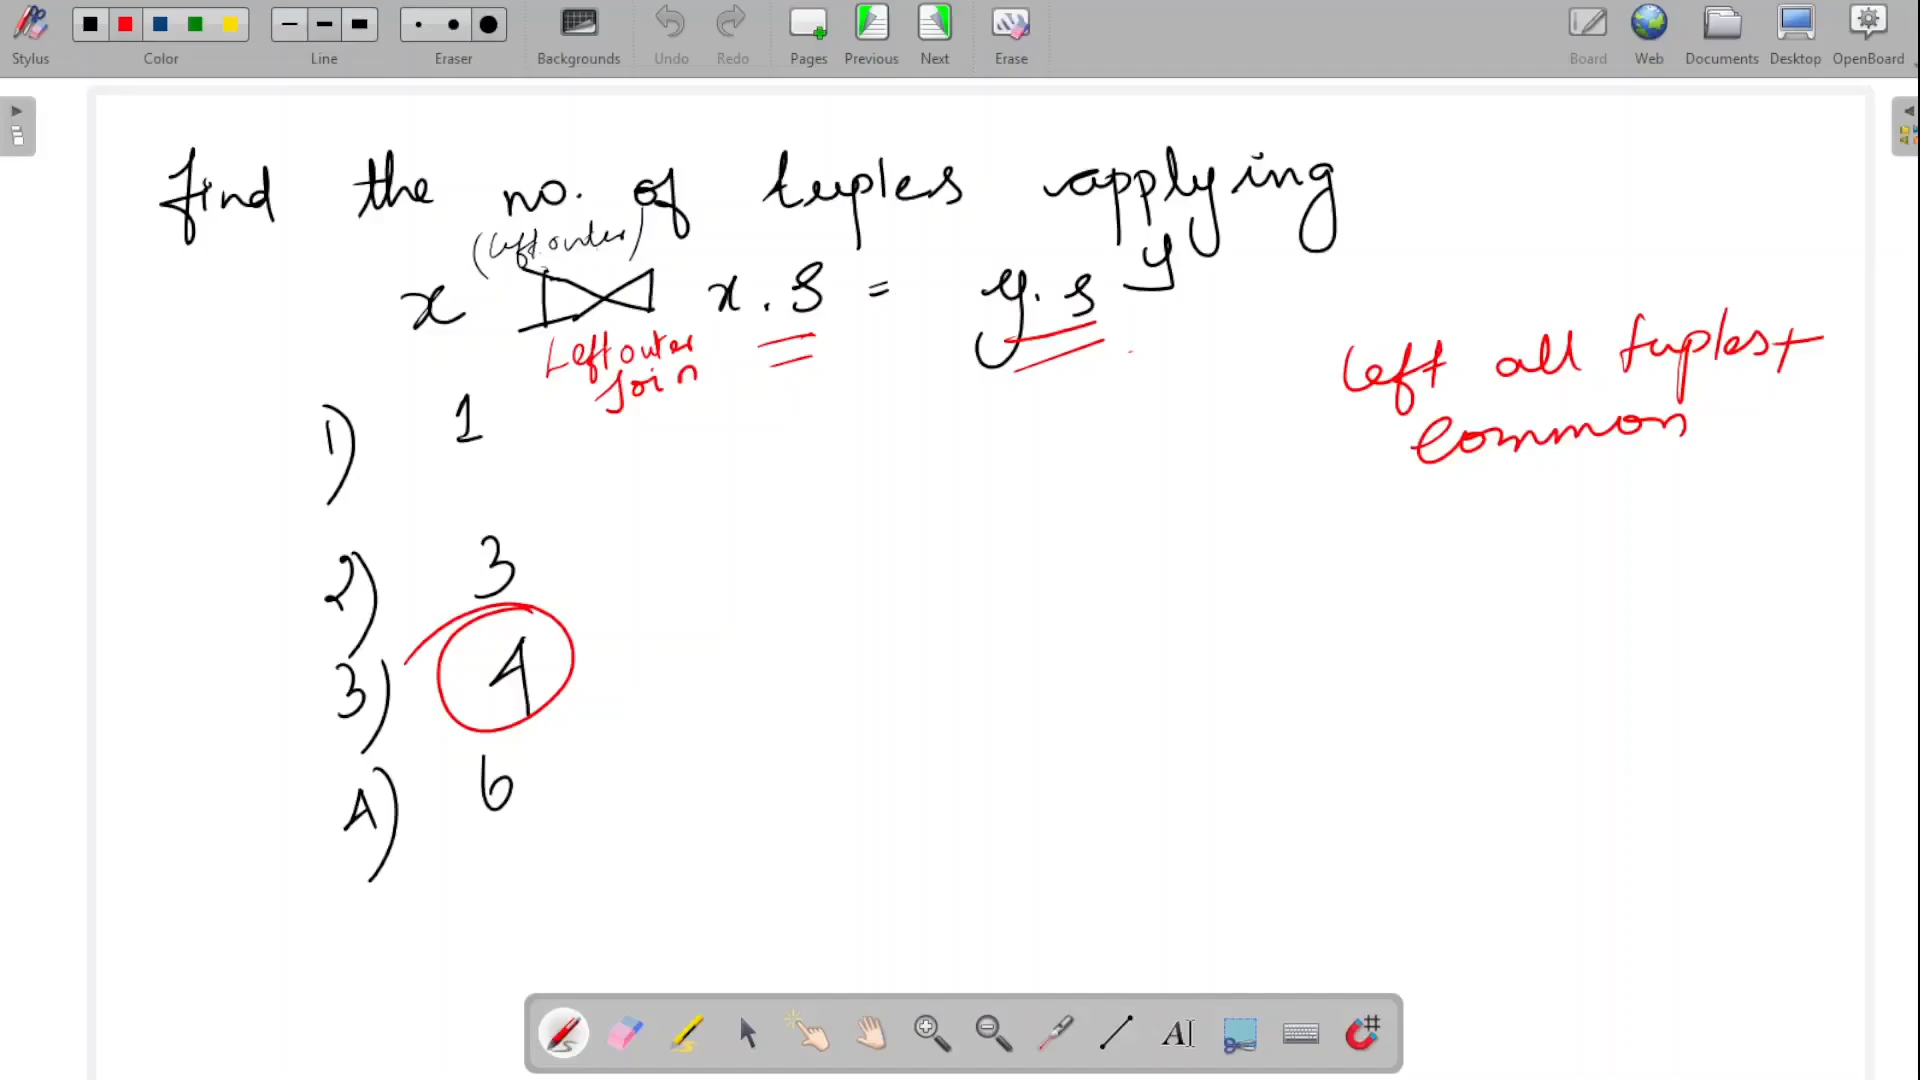 Stylus Color Line Eraser Backgrounds Undo Redo Pages Previous Next Erase Board Web Documents Desktop OpenBoard
find the no. of tuples applying
(left outer)
x ⟕ x.S = y.s y
Left outer
Join
left all tuples +
common
1) 1
2) 3
3) 4
4) 6